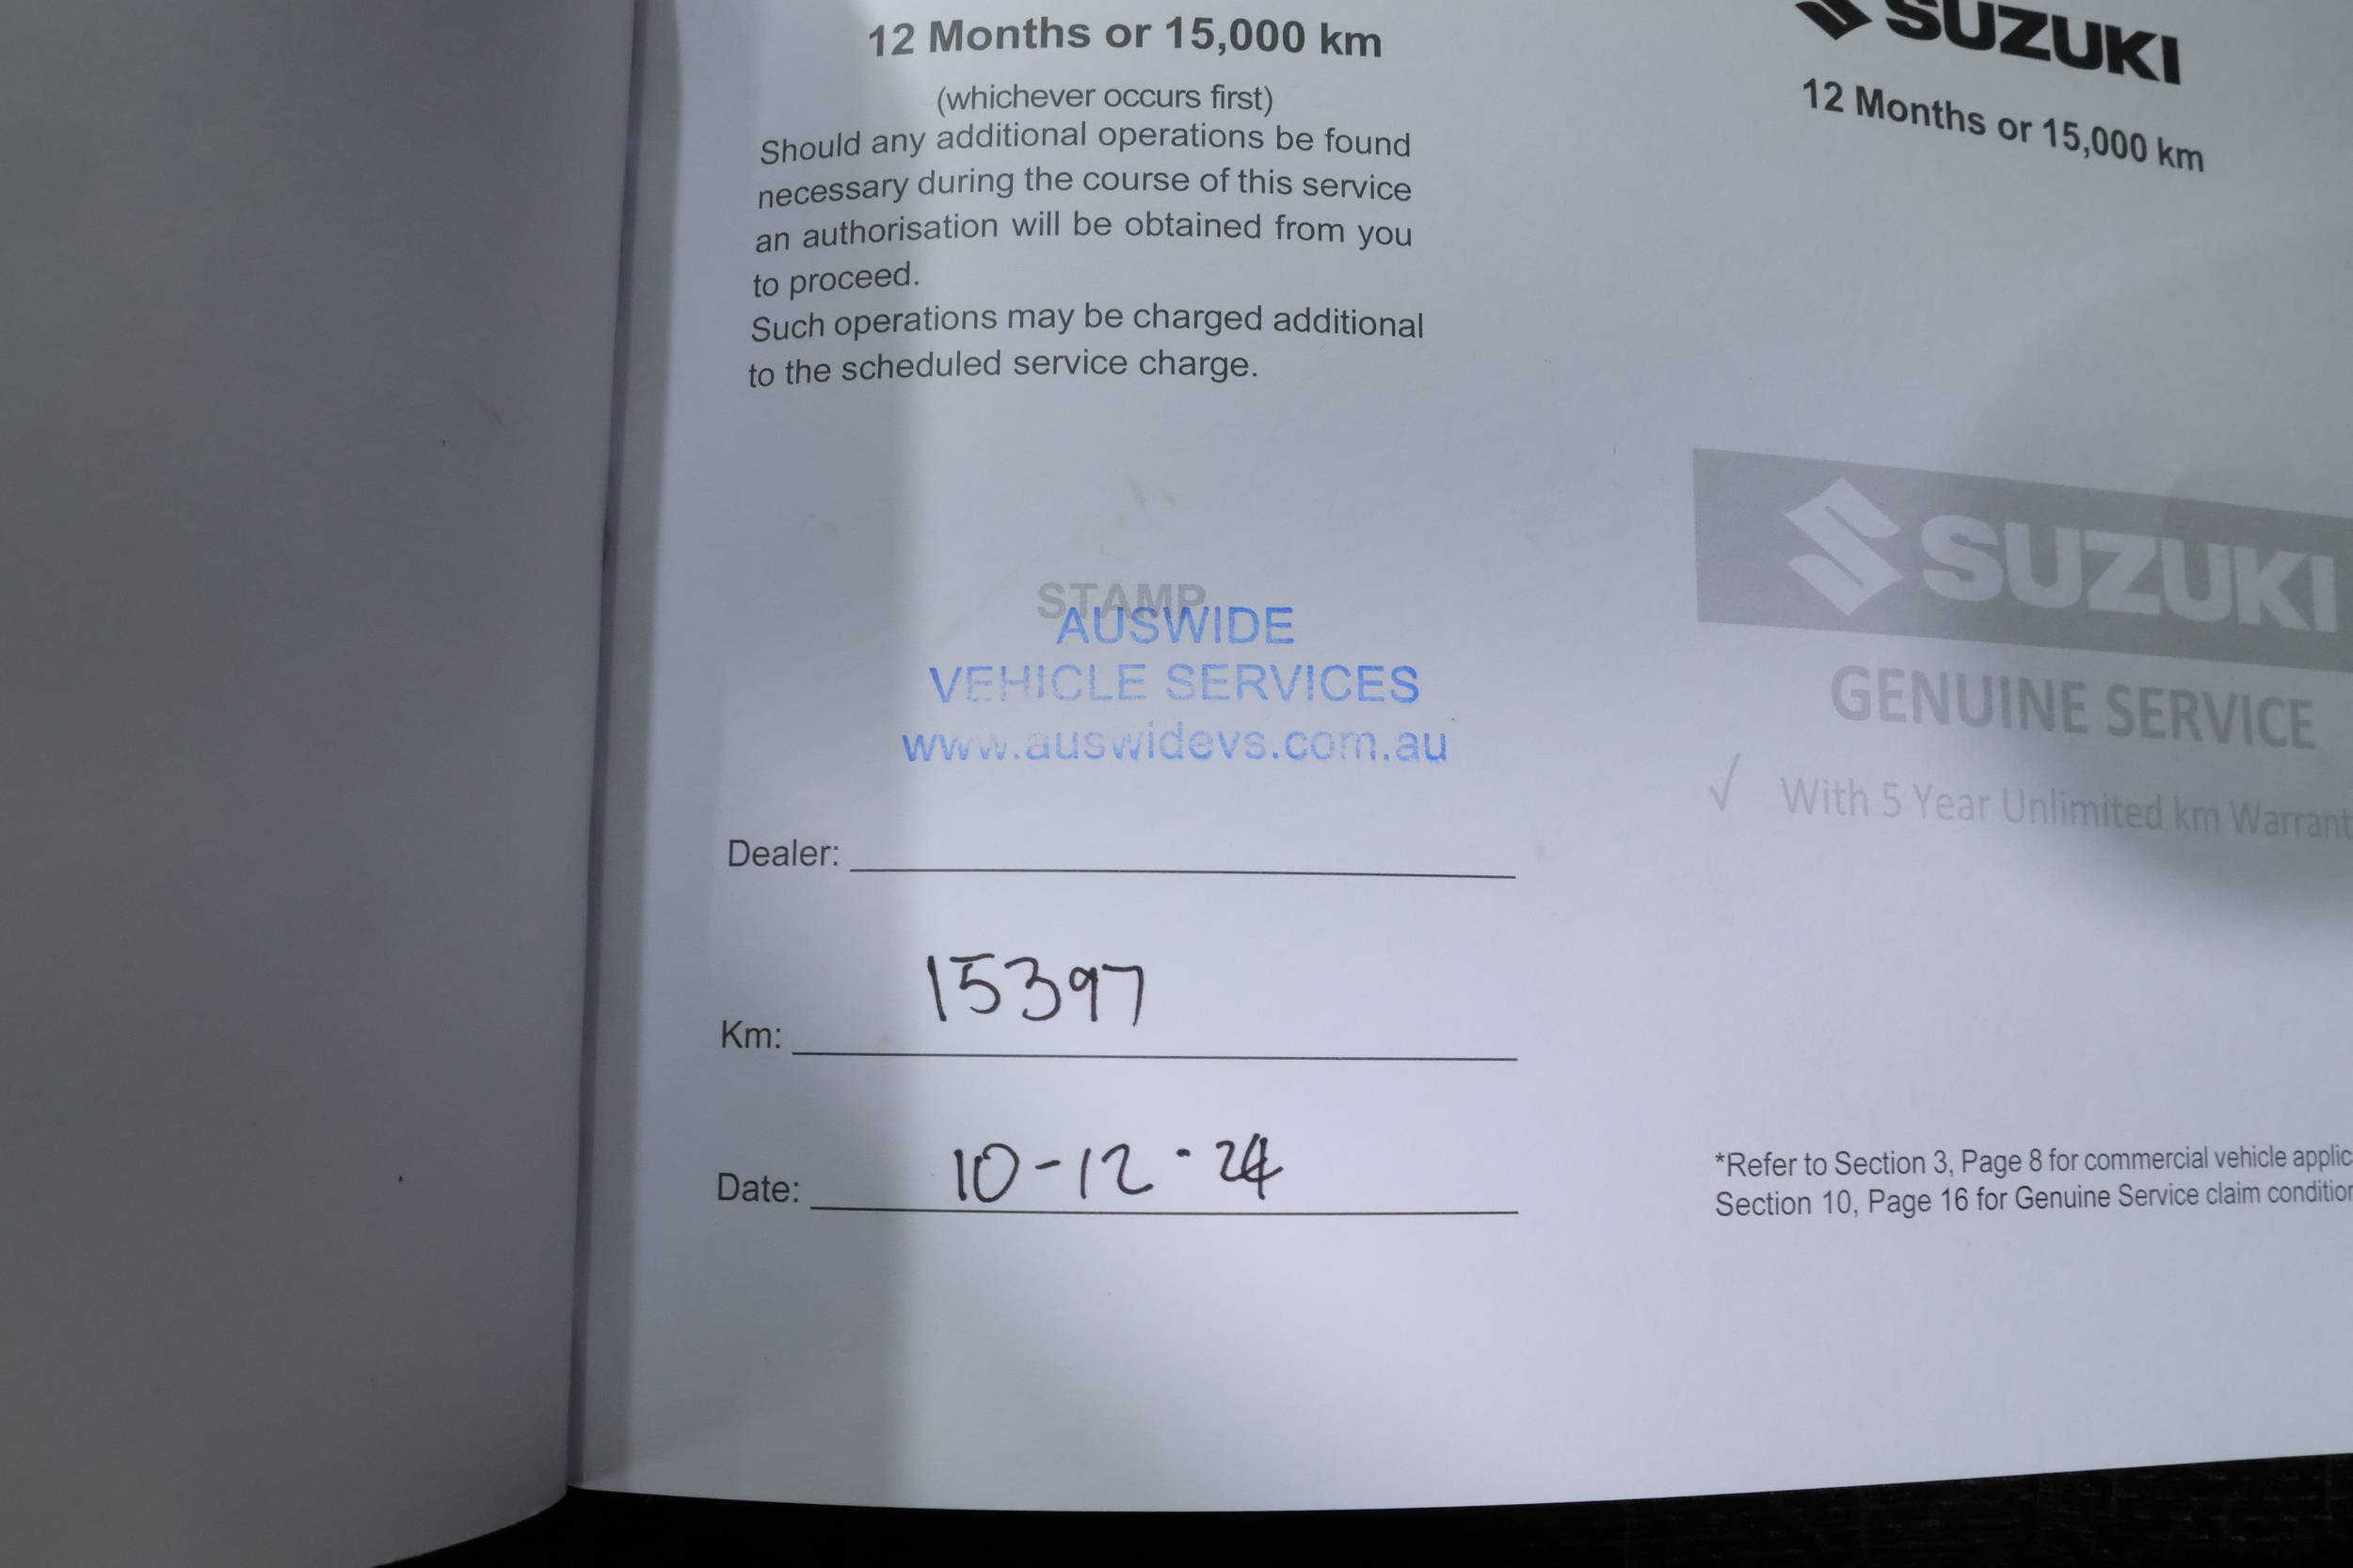 12 Months or 15,000 km
(whichever occurs first)
Should any additional operations be found
necessary during the course of this service
an authorisation will be obtained from you
to proceed.
Such operations may be charged additional
to the scheduled service charge.
STAMP
AUSWIDE
VEHICLE SERVICES
www.auswidevs.com.au
Dealer:
Km: 15397
Date: 10-12-24
SUZUKI
12 Months or 15,000 km
SUZUKI
GENUINE SERVICE
√ With 5 Year Unlimited km Warrant
*Refer to Section 3, Page 8 for commercial vehicle applic
Section 10, Page 16 for Genuine Service claim condition